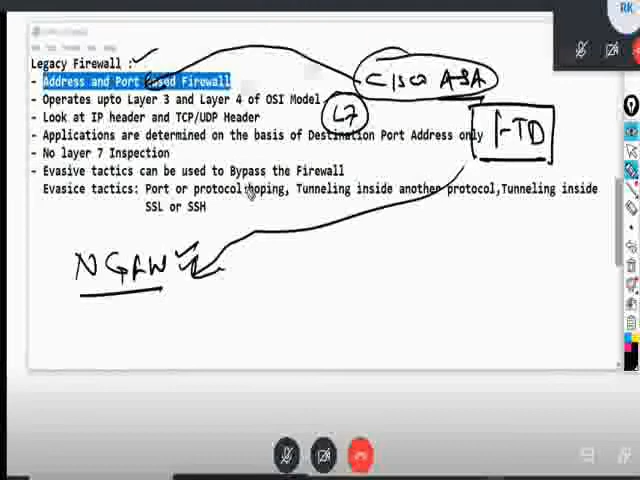 RK
Legacy Firewall :
- Address and Port based Firewall
Cisco ASA
- Operates upto Layer 3 and Layer 4 of OSI Model
L7
- Look at IP header and TCP/UDP Header
FTD
- Applications are determined on the basis of Destination Port Address only
- No layer 7 Inspection
- Evasive tactics can be used to Bypass the Firewall
Evasice tactics: Port or protocol hoping, Tunneling inside another protocol,Tunneling inside
SSL or SSH
NGFW